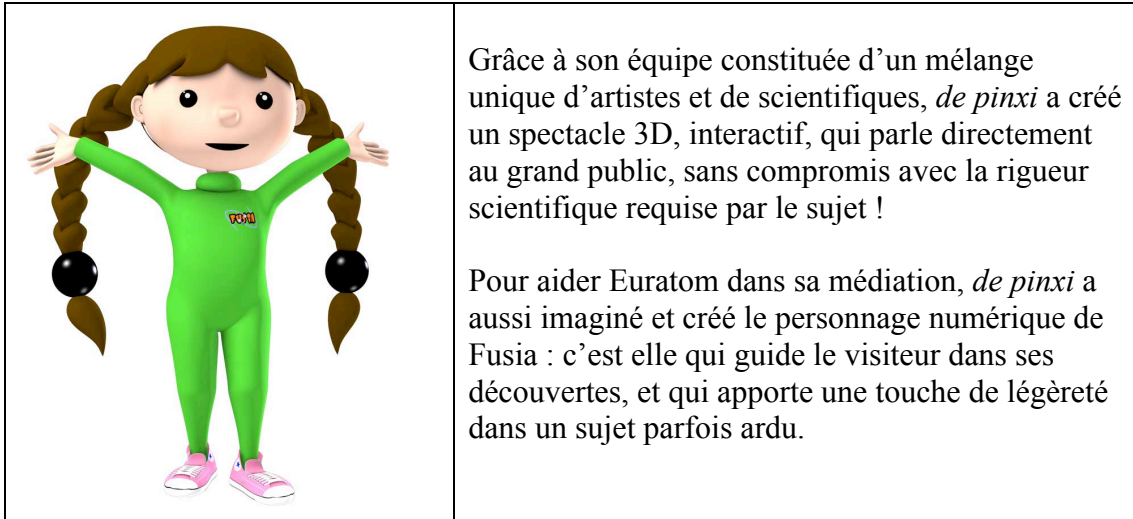 Grâce à son équipe constituée d’un mélange
unique d’artistes et de scientifiques, de pinxi a créé
un spectacle 3D, interactif, qui parle directement
au grand public, sans compromis avec la rigueur
scientifique requise par le sujet !
Pour aider Euratom dans sa médiation, de pinxi a
aussi imaginé et créé le personnage numérique de
Fusia : c’est elle qui guide le visiteur dans ses
découvertes, et qui apporte une touche de légèreté
dans un sujet parfois ardu.